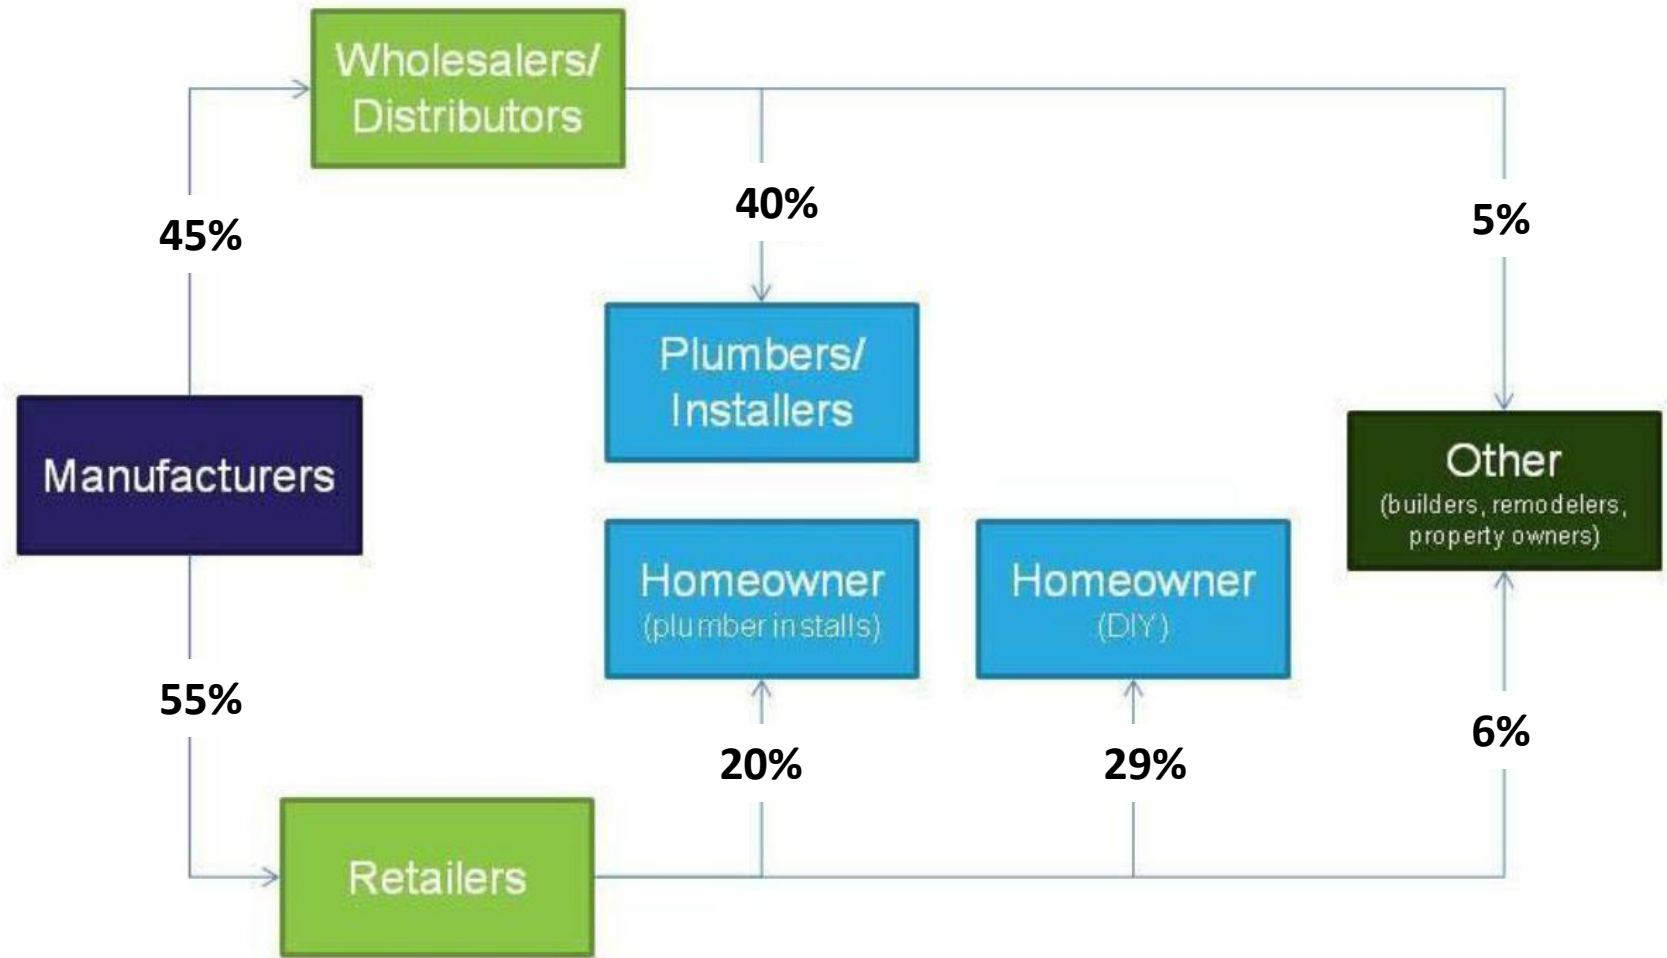 Wholesalers/
Distributors
45%
40%
5%
Plumbers/
Installers
Manufacturers
Other
(builders, remodelers,
property owners)
Homeowner
(plumber installs)
Homeowner
(DIY)
55%
20%
29%
6%
Retailers